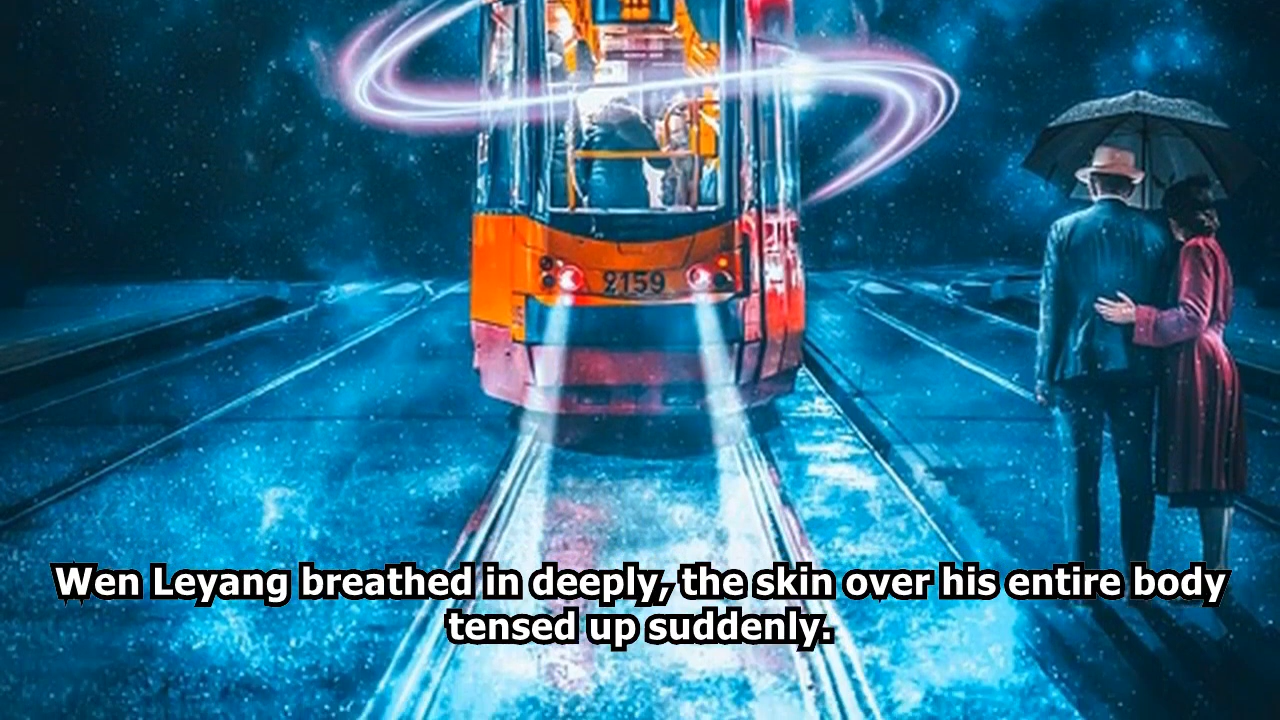 2159
Wen Leyang breathed in deeply, the skin over his entire body
tensed up suddenly.